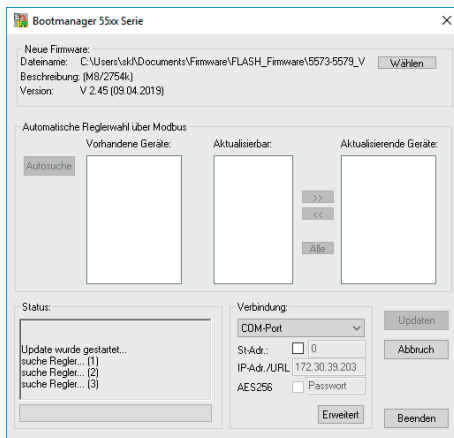 Bootmanager 55xx Serie
Neue Firmware:
Dateiname: C:\Users\skl\Documents\Firmware\FLASH_Firmware\5573-5579_V
Wählen
Beschreibung: (M8/2754k)
Version: V 2.45 (09.04.2019)
Automatische Reglerwahl über Modbus
Vorhandene Geräte: Aktualisierbar: Aktualisierende Geräte:
Autosuche
>>
<<
Alle
Status:
Update wurde gestartet...
suche Regler... (1)
suche Regler... (2)
suche Regler... (3)
Verbindung:
COM-Port
St-Adr.: 0
IP-Adr./URL 172.30.39.203
AES256 Passwort
Erweitert
Updaten
Abbruch
Beenden